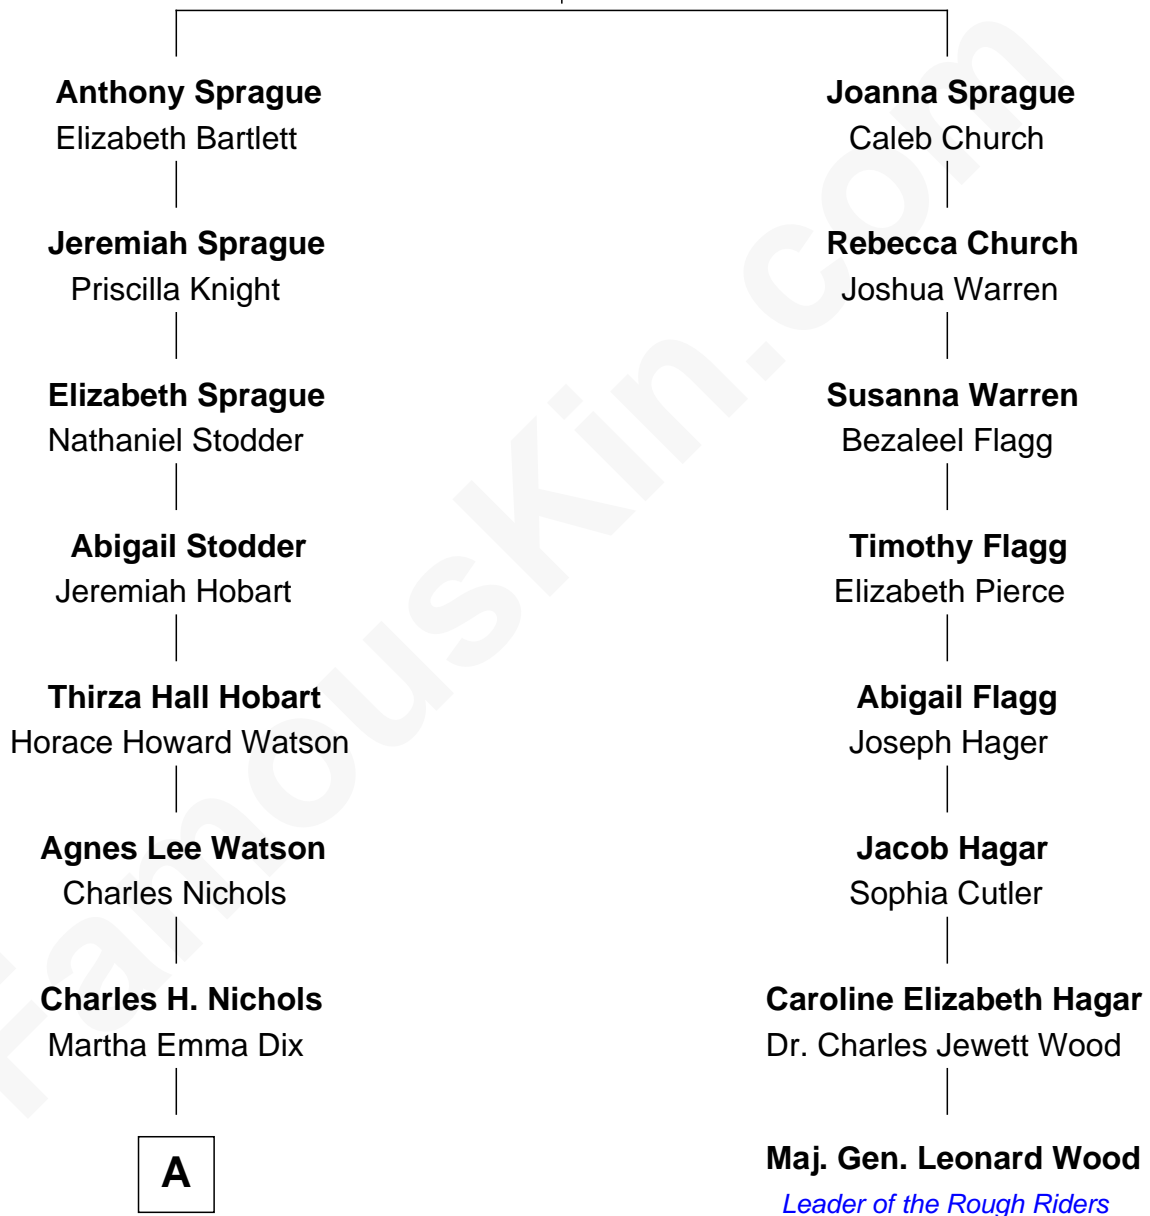 Anthony Sprague
Elizabeth Bartlett
Jeremiah Sprague
Priscilla Knight
Elizabeth Sprague
Nathaniel Stodder
Abigail Stodder
Jeremiah Hobart
Thirza Hall Hobart
Horace Howard Watson
Agnes Lee Watson
Charles Nichols
Charles H. Nichols
Martha Emma Dix
A
Joanna Sprague
Caleb Church
Rebecca Church
Joshua Warren
Susanna Warren
Bezaleel Flagg
Timothy Flagg
Elizabeth Pierce
Abigail Flagg
Joseph Hager
Jacob Hagar
Sophia Cutler
Caroline Elizabeth Hagar
Dr. Charles Jewett Wood
Maj. Gen. Leonard Wood
Leader of the Rough Riders
FamousKin.com